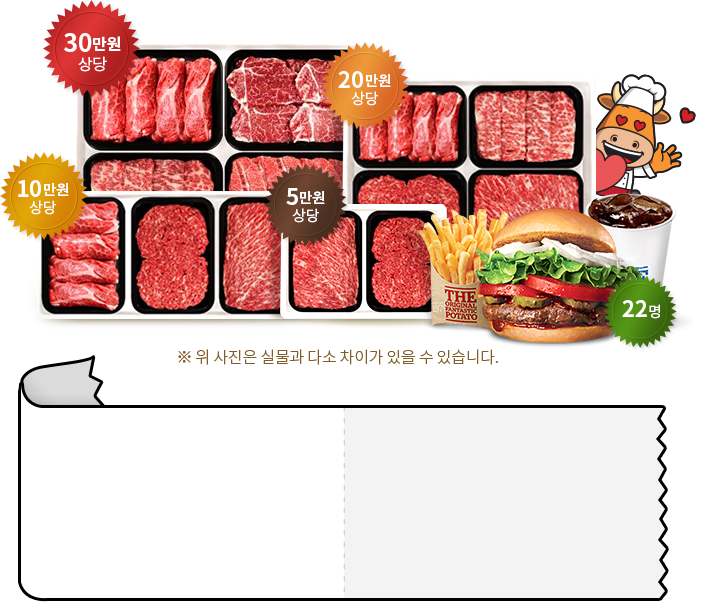 30만원
상당
20만원
상당
10만원
상당
5만원
상당
THE
ORIGINAL
FANTASTIC
POTATO
22명
※ 위 사진은 실물과 다소 차이가 있을 수 있습니다.